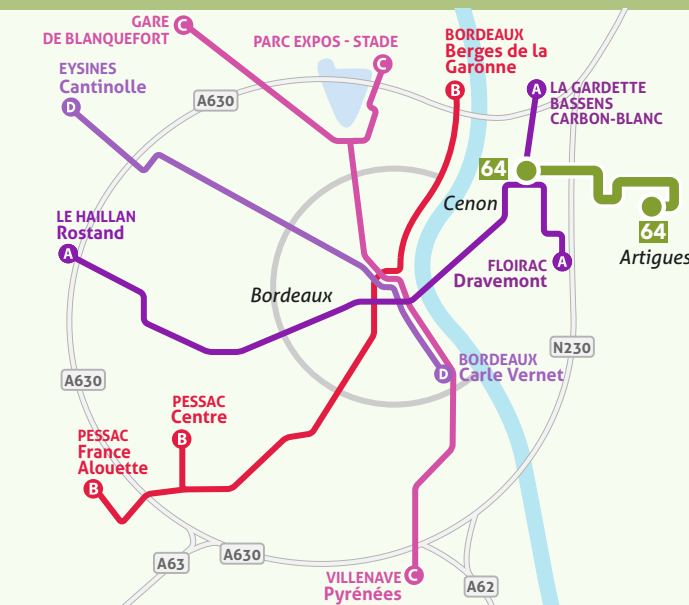 GARE
DE BLANQUEFORT
C
PARC EXPOS - STADE
C
BORDEAUX
Berges de la
Garonne
B
EYSINES
Cantinolle
D
A630
A
LA GARDETTE
BASSENS
CARBON-BLANC
64
Cenon
64
Artigues
LE HAILLAN
Rostand
A
FLOIRAC
Dravemont
A
Bordeaux
N230
BORDEAUX
Carle Vernet
D
A630
PESSAC
Centre
B
PESSAC
France
Alouette
B
A63
A630
VILLENAVE
Pyrénées
C
A62